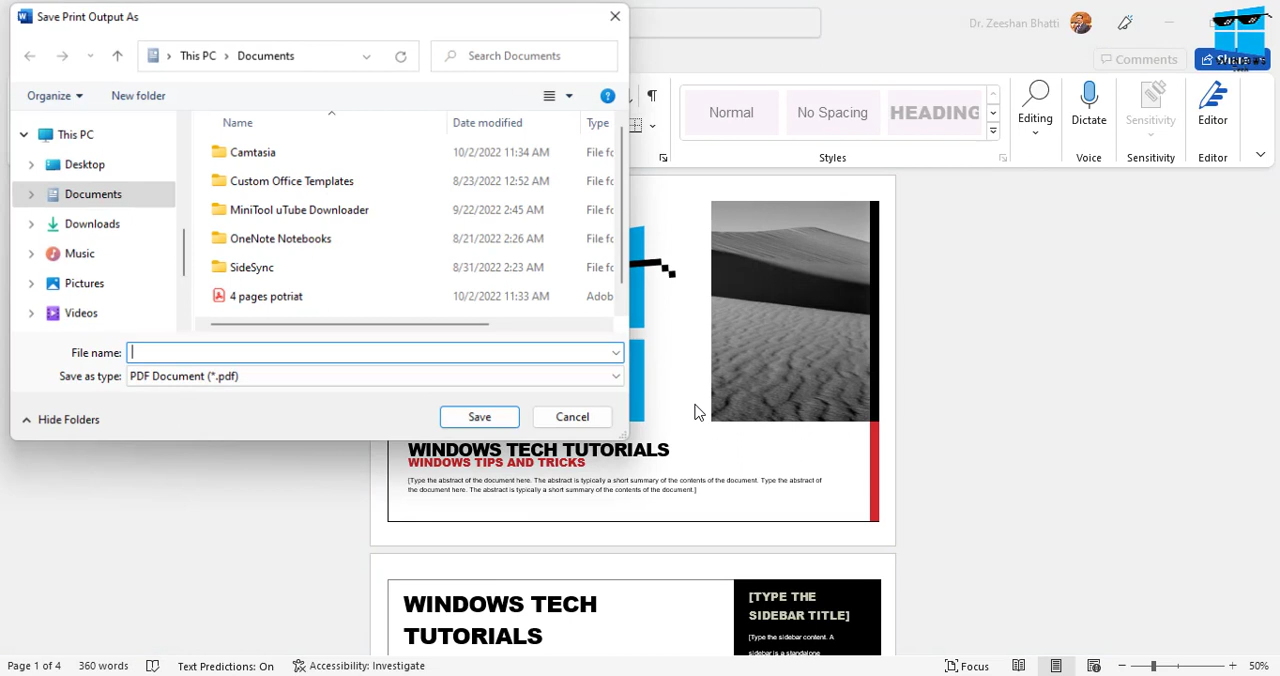 Save Print Output As
This PC > Documents
Search Documents
Organize
New folder
Name
Date modified
Type
This PC
Desktop
Documents
Downloads
Music
Pictures
Videos
Camtasia 10/2/2022 11:34 AM File fo
Custom Office Templates 8/23/2022 12:52 AM File fo
MiniTool uTube Downloader 9/22/2022 2:45 AM File fo
OneNote Notebooks 8/21/2022 2:26 AM File fo
SideSync 8/31/2022 2:23 AM File fo
4 pages potriat 10/2/2022 11:33 AM Adob
File name:
Save as type: PDF Document (*.pdf)
Hide Folders
Save
Cancel
Dr. Zeeshan Bhatti
Comments
Share
Normal
No Spacing
HEADING
Styles
Editing
Dictate
Voice
Sensitivity
Sensitivity
Editor
Editor
WINDOWS TECH TUTORIALS
WINDOWS TIPS AND TRICKS
[Type the abstract of the document here. The abstract is typically a short summary of the contents of the document. Type the abstract of
the document here. The abstract is typically a short summary of the contents of the document.]
WINDOWS TECH
TUTORIALS
[TYPE THE
SIDEBAR TITLE]
[Type the sidebar content. A
sidebar is a standalone
Page 1 of 4
360 words
Text Predictions: On
Accessibility: Investigate
Focus
50%